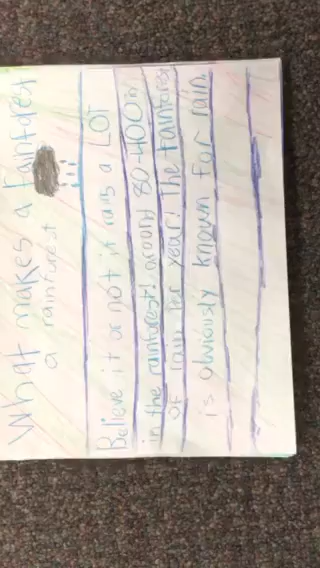 What makes a rainforest
a rainforest
Believe it or not it rains a LOT
in the rainforest! around 80-400 in
of rain per year! The rainforest
is obviously known for rain.